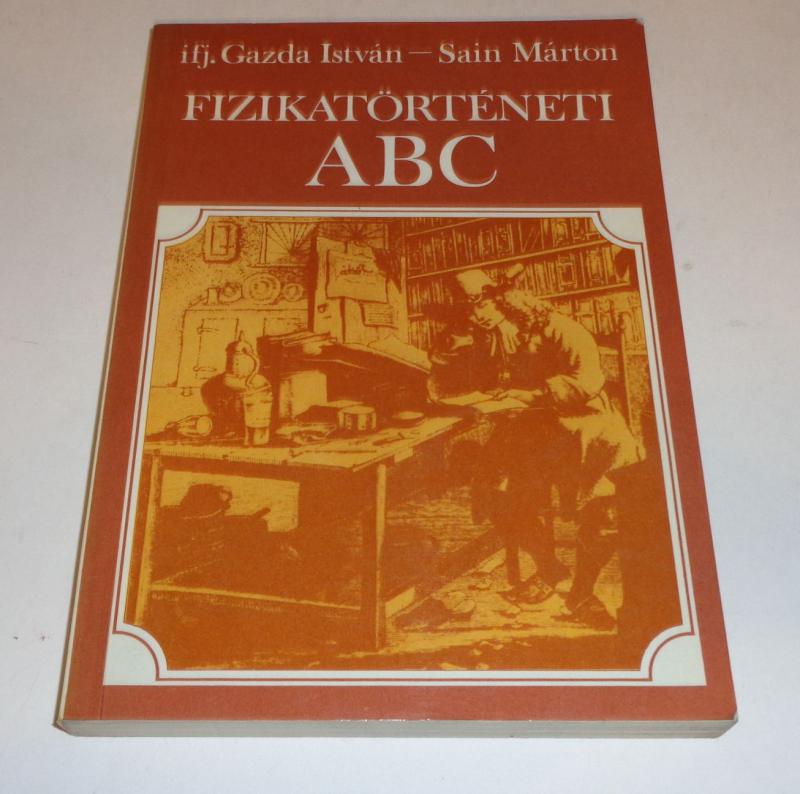 ifj. Gazda István — Sain Márton
FIZIKATÖRTÉNETI
ABC